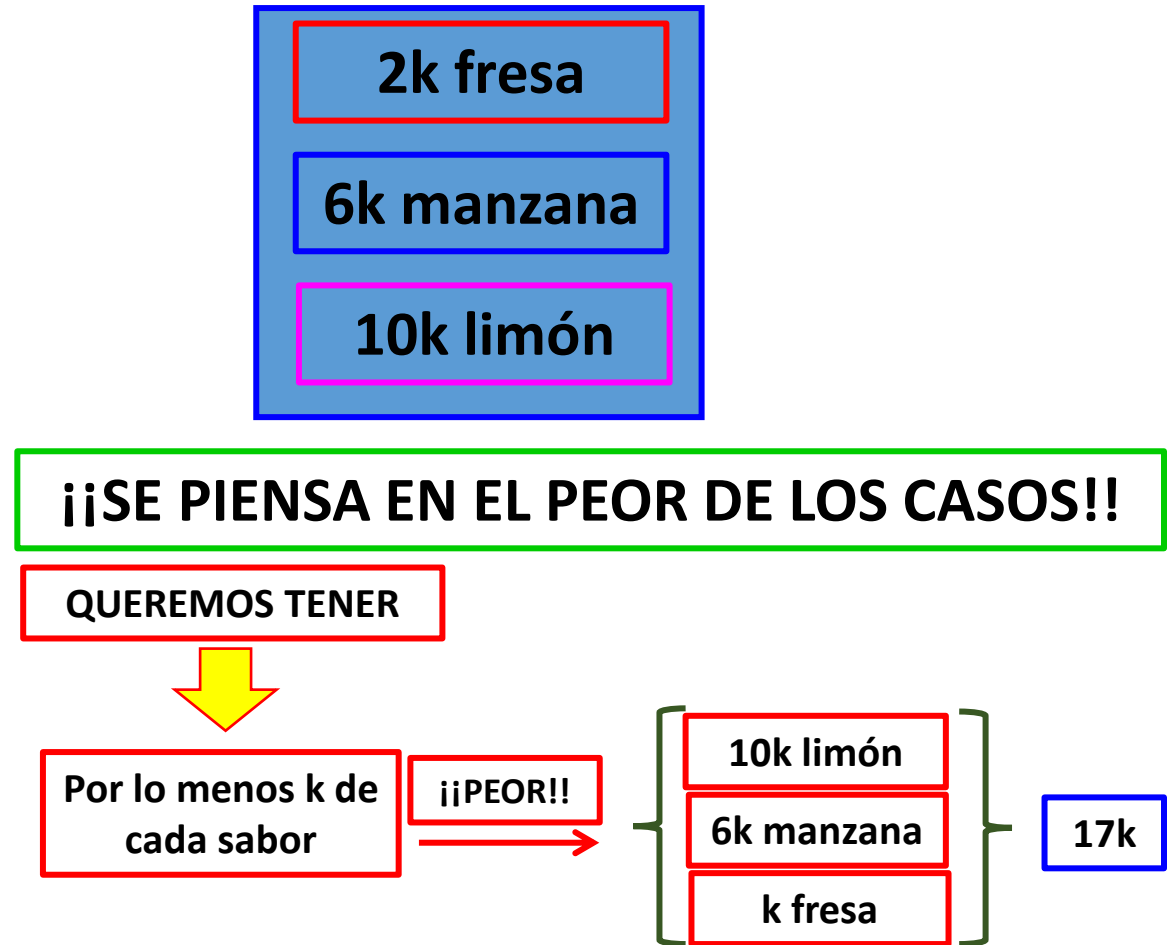 2k fresa
6k manzana
10k limón
¡¡SE PIENSA EN EL PEOR DE LOS CASOS!!
QUEREMOS TENER
Por lo menos k de
cada sabor
¡¡PEOR!!
10k limón
6k manzana
k fresa
17k